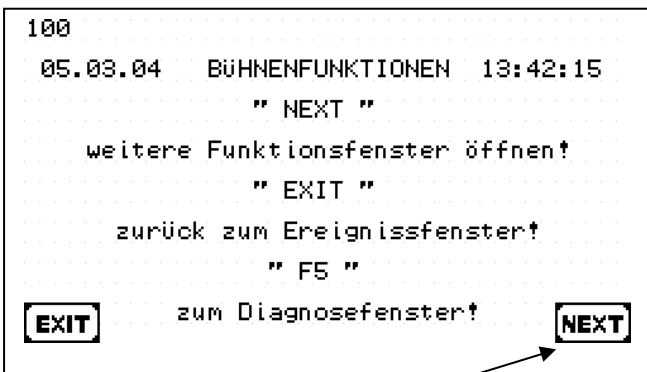 100
05.03.04 BÜHNENFUNKTIONEN 13:42:15
" NEXT "
weitere Funktionsfenster öffnen!
" EXIT "
zurück zum Ereignissfenster!
" F5 "
zum Diagnosefenster!
EXIT
NEXT